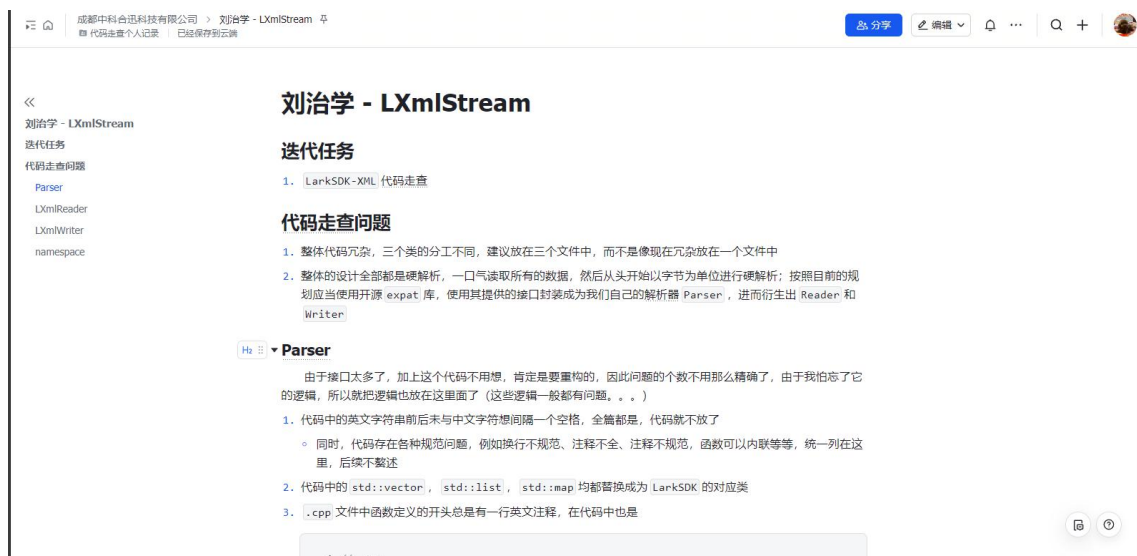 成都中科合迅科技有限公司 > 刘治学 - LXmlStream
代码走查个人记录 | 已经保存到云端
分享
编辑
刘治学 - LXmlStream
迭代任务
代码走查问题
Parser
LXmlReader
LXmlWriter
namespace
刘治学 - LXmlStream
迭代任务
1. LarkSDK-XML 代码走查
代码走查问题
1. 整体代码冗杂，三个类的分工不同，建议放在三个文件中，而不是像现在冗杂放在一个文件中
2. 整体的设计全部都是硬解析，一口气读取所有的数据，然后从头开始以字节为单位进行硬解析；按照目前的规
划应当使用开源 expat 库，使用其提供的接口封装成为我们自己的解析器 Parser ，进而衍生出 Reader 和
Writer
H₂
Parser
由于接口太多了，加上这个代码不用想，肯定是要重构的，因此问题的个数不用那么精确了，由于我怕忘了它
的逻辑，所以就把逻辑也放在这里面了（这些逻辑一般都有问题。。。）
1. 代码中的英文字符串前后未与中文字符想间隔一个空格，全篇都是，代码就不放了
◦ 同时，代码存在各种规范问题，例如换行不规范、注释不全、注释不规范，函数可以内联等等，统一列在这
里，后续不赘述
2. 代码中的 std::vector ， std::list ， std::map 均都替换成为 LarkSDK 的对应类
3. .cpp 文件中函数定义的开头总是有一行英文注释，在代码中也是